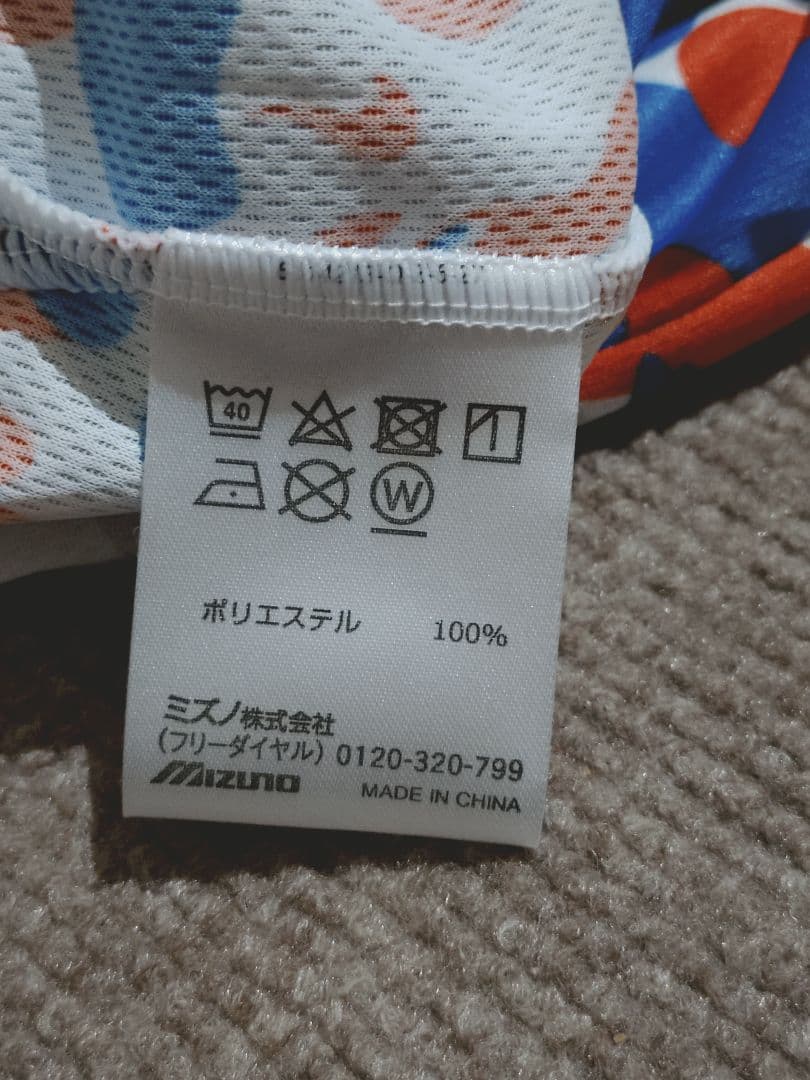 40
W
ポリエステル 100%
ミズノ株式会社
(フリーダイヤル) 0120-320-799
MIZUNO MADE IN CHINA